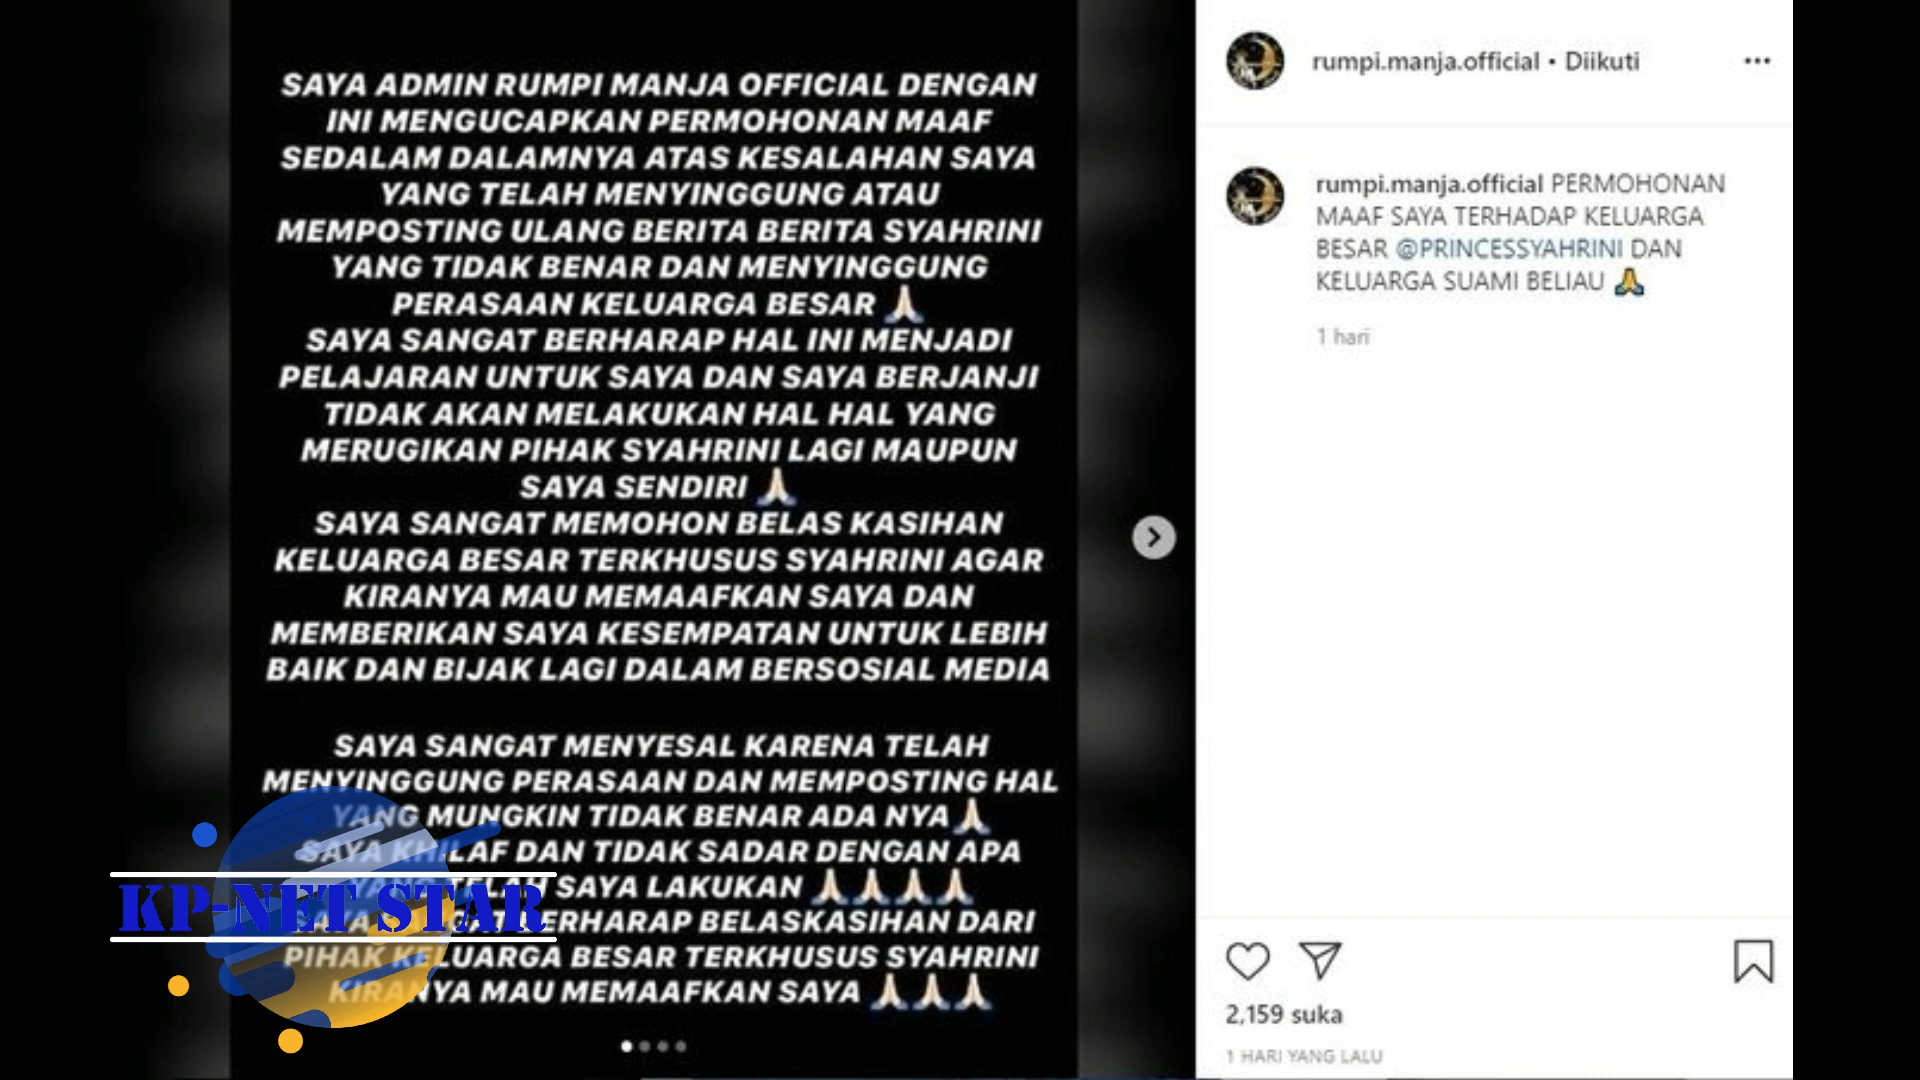 SAYA ADMIN RUMPI MANJA OFFICIAL DENGAN
INI MENGUCAPKAN PERMOHONAN MAAF
SEDALAM DALAMNYA ATAS KESALAHAN SAYA
YANG TELAH MENYINGGUNG ATAU
MEMPOSTING ULANG BERITA BERITA SYAHRINI
YANG TIDAK BENAR DAN MENYINGGUNG
PERASAAN KELUARGA BESAR 🙏🏻
SAYA SANGAT BERHARAP HAL INI MENJADI
PELAJARAN UNTUK SAYA DAN SAYA BERJANJI
TIDAK AKAN MELAKUKAN HAL HAL YANG
MERUGIKAN PIHAK SYAHRINI LAGI MAUPUN
SAYA SENDIRI 🙏🏻
SAYA SANGAT MEMOHON BELAS KASIHAN
KELUARGA BESAR TERKHUSUS SYAHRINI AGAR
KIRANYA MAU MEMAAFKAN SAYA DAN
MEMBERIKAN SAYA KESEMPATAN UNTUK LEBIH
BAIK DAN BIJAK LAGI DALAM BERSOSIAL MEDIA
SAYA SANGAT MENYESAL KARENA TELAH
MENYINGGUNG PERASAAN DAN MEMPOSTING HAL
YANG MUNGKIN TIDAK BENAR ADA NYA 🙏🏻
SAYA KHILAF DAN TIDAK SADAR DENGAN APA
YANG TELAH SAYA LAKUKAN 🙏🏻🙏🏻🙏🏻🙏🏻
SAYA SANGAT BERHARAP BELASKASIHAN DARI
PIHAK KELUARGA BESAR TERKHUSUS SYAHRINI
KIRANYA MAU MEMAAFKAN SAYA 🙏🏻🙏🏻🙏🏻
KP-NET STAR
rumpi.manja.official • Diikuti
rumpi.manja.official PERMOHONAN
MAAF SAYA TERHADAP KELUARGA
BESAR @PRINCESSYAHRINI DAN
KELUARGA SUAMI BELIAU 🙏
1 hari
2,159 suka
1 HARI YANG LALU